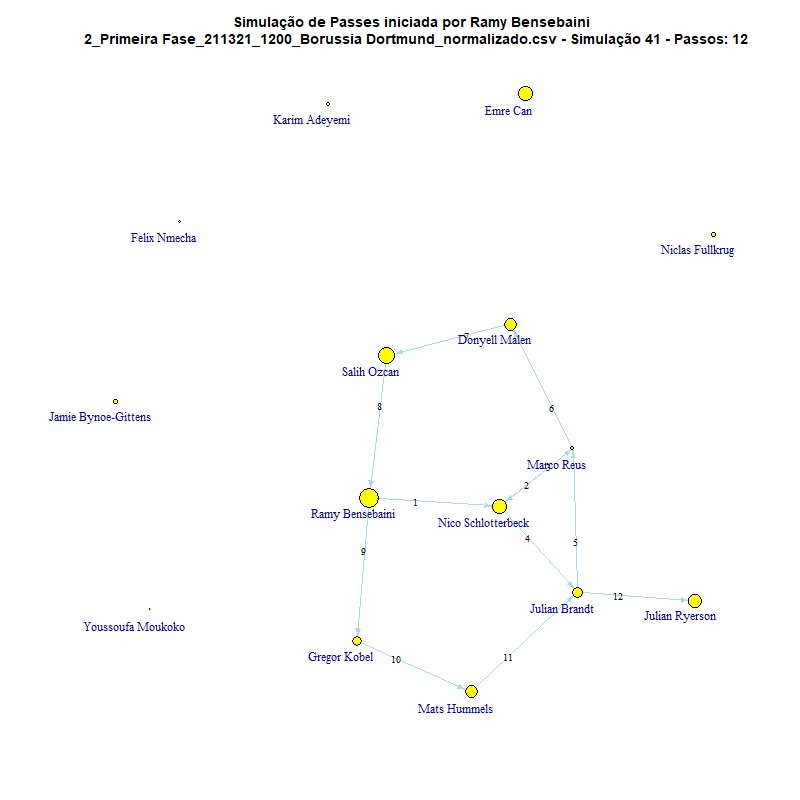 Simulação de Passes iniciada por Ramy Bensebaini
2_Primeira Fase_211321_1200_Borussia Dortmund_normalizado.csv - Simulação 41 - Passos: 12
Karim Adeyemi
Emre Can
Felix Nmecha
Niclas Fullkrug
7
Donyell Malen
Salih Ozcan
8
6
Jamie Bynoe-Gittens
Marco Reus
3
2
1
Ramy Bensebaini
Nico Schlotterbeck
4
5
9
12
Julian Brandt
Julian Ryerson
Youssoufa Moukoko
Gregor Kobel
10
11
Mats Hummels